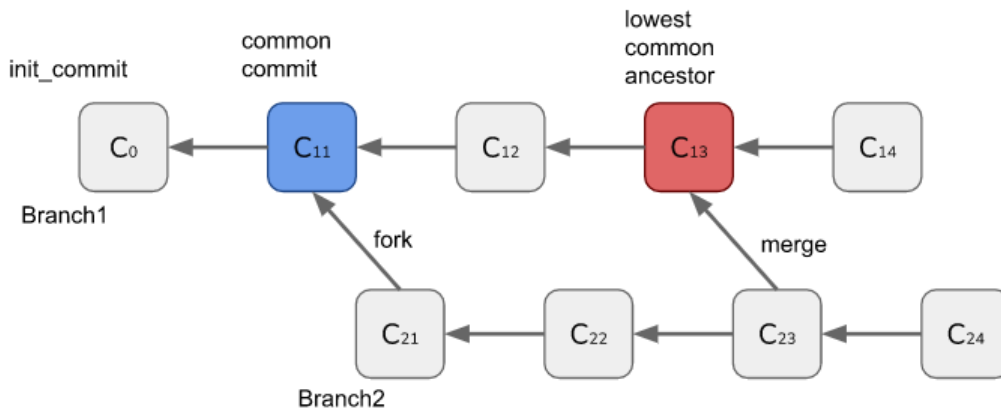 init_commit
common
commit
lowest
common
ancestor
C₀
C₁₁
C₁₂
C₁₃
C₁₄
Branch1
fork
merge
C₂₁
C₂₂
C₂₃
C₂₄
Branch2